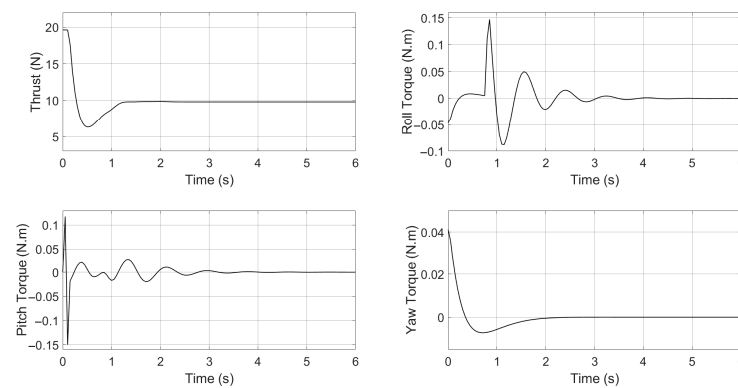 Thrust (N)
20
15
10
5
0 1 2 3 4 5 6
Time (s)
Roll Torque (N.m)
0.15
0.1
0.05
0
−0.05
−0.1
0 1 2 3 4 5
Time (s)
Pitch Torque (N.m)
0.1
0.05
0
−0.05
−0.1
−0.15
0 1 2 3 4 5 6
Time (s)
Yaw Torque (N.m)
0.04
0.02
0
0 1 2 3 4 5
Time (s)